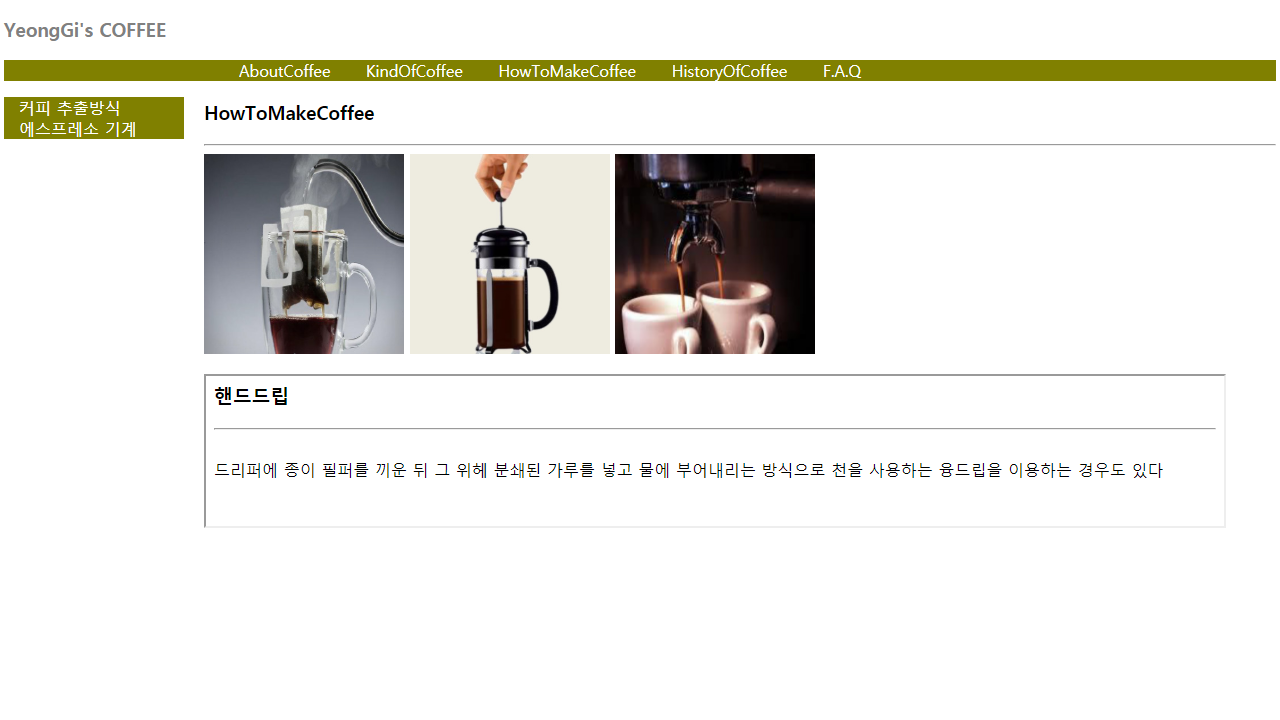 YeongGi's COFFEE
AboutCoffee KindOfCoffee HowToMakeCoffee HistoryOfCoffee F.A.Q
커피 추출방식
에스프레소 기계
HowToMakeCoffee
핸드드립
드리퍼에 종이 필퍼를 끼운 뒤 그 위헤 분쇄된 가루를 넣고 물에 부어내리는 방식으로 천을 사용하는 융드립을 이용하는 경우도 있다